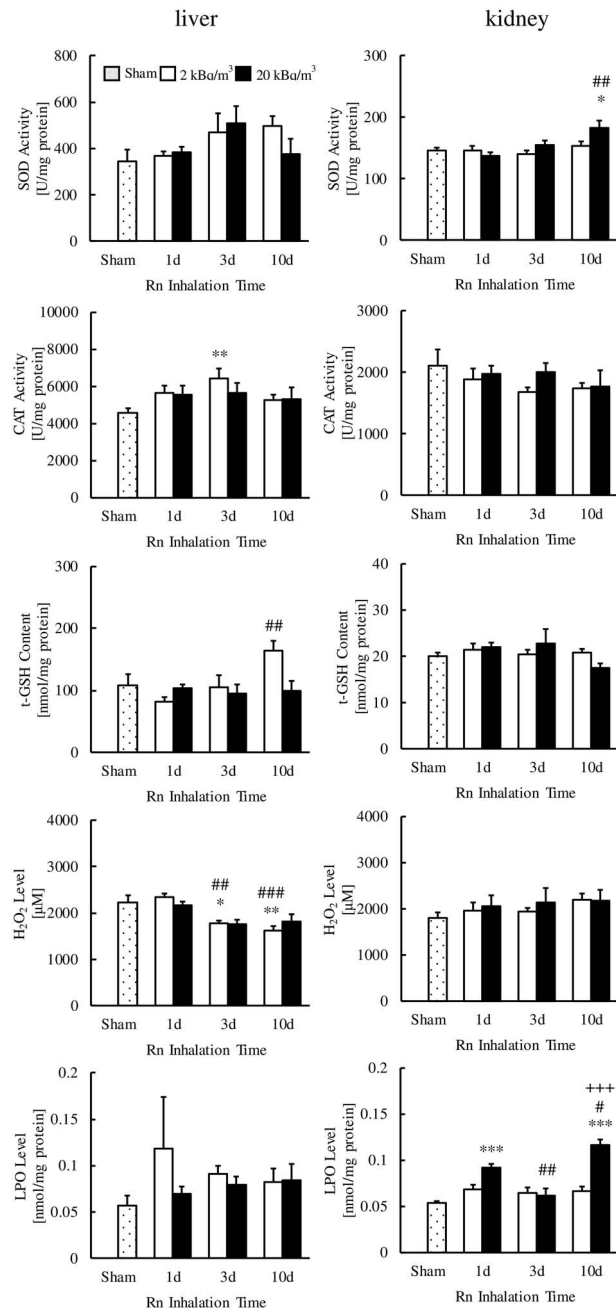 liver
kidney
SOD Activity
[U/mg protein]
800
600
400
200
0
Sham 2 kBq/m³ 20 kBq/m³
Sham 1d 3d 10d
Rn Inhalation Time
SOD Activity
[U/mg protein]
300
200
100
0
##
*
Sham 1d 3d 10d
Rn Inhalation Time
CAT Activity
[U/mg protein]
10000
8000
6000
4000
2000
0
**
Sham 1d 3d 10d
Rn Inhalation Time
CAT Activity
[U/mg protein]
3000
2000
1000
0
Sham 1d 3d 10d
Rn Inhalation Time
t-GSH Content
[nmol/mg protein]
300
200
100
0
##
Sham 1d 3d 10d
Rn Inhalation Time
t-GSH Content
[nmol/mg protein]
40
30
20
10
0
Sham 1d 3d 10d
Rn Inhalation Time
H₂O₂ Level
[µM]
4000
3000
2000
1000
0
## ###
* **
Sham 1d 3d 10d
Rn Inhalation Time
H₂O₂ Level
[µM]
4000
3000
2000
1000
0
Sham 1d 3d 10d
Rn Inhalation Time
LPO Level
[nmol/mg protein]
0.2
0.15
0.1
0.05
0
Sham 1d 3d 10d
Rn Inhalation Time
LPO Level
[nmol/mg protein]
0.2
0.15
0.1
0.05
0
+++
#
*** ***
##
Sham 1d 3d 10d
Rn Inhalation Time